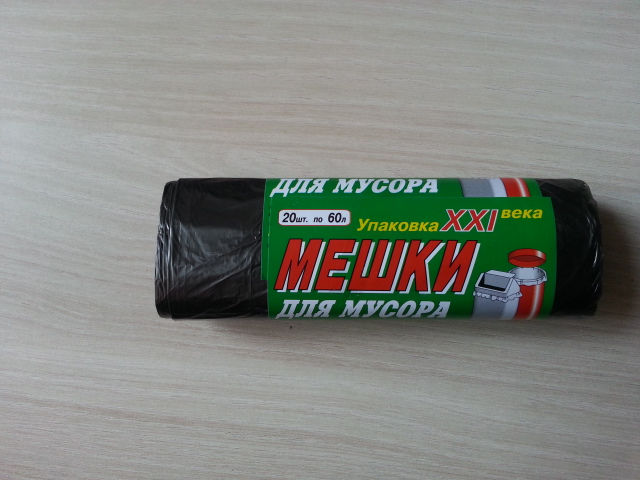 ДЛЯ МУСОРА
20шт. по 60л
Упаковка XXI века
МЕШКИ
ДЛЯ МУСОРА